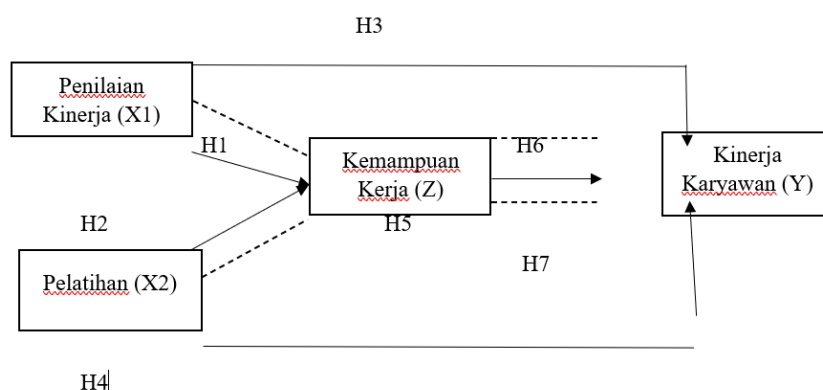 H3
Penilaian
Kinerja (X1)
H1
Kemampuan
Kerja (Z)
H6
Kinerja
Karyawan (Y)
H2
H5
Pelatihan (X2)
H7
H4